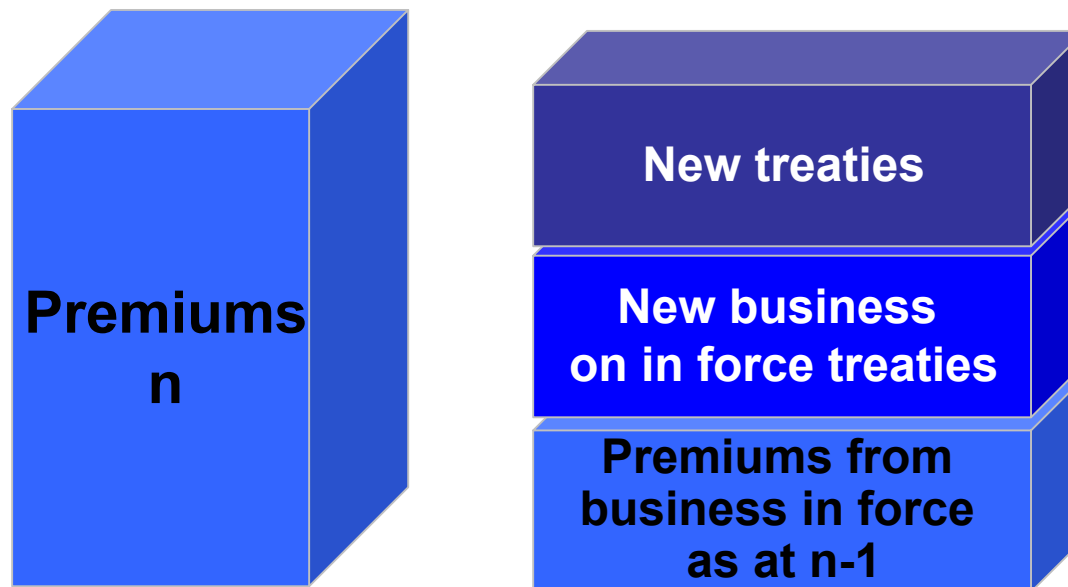 Premiums
n
New treaties
New business
on in force treaties
Premiums from
business in force
as at n-1